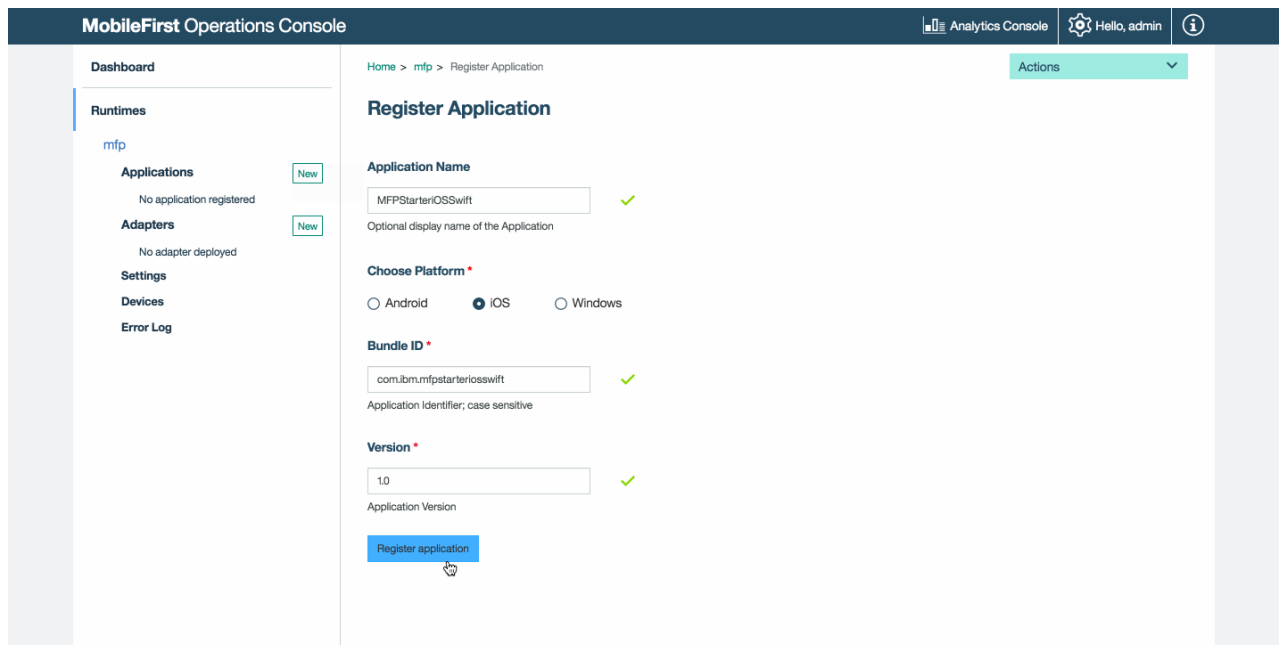 MobileFirst Operations Console
Analytics Console
Hello, admin
Dashboard
Runtimes
mfp
Applications New
No application registered
Adapters New
No adapter deployed
Settings
Devices
Error Log
Home > mfp > Register Application
Actions
Register Application
Application Name
MFPStarteriOSSwift
Optional display name of the Application
Choose Platform *
Android iOS Windows
Bundle ID *
com.ibm.mfpstarteriosswift
Application Identifier; case sensitive
Version *
1.0
Application Version
Register application